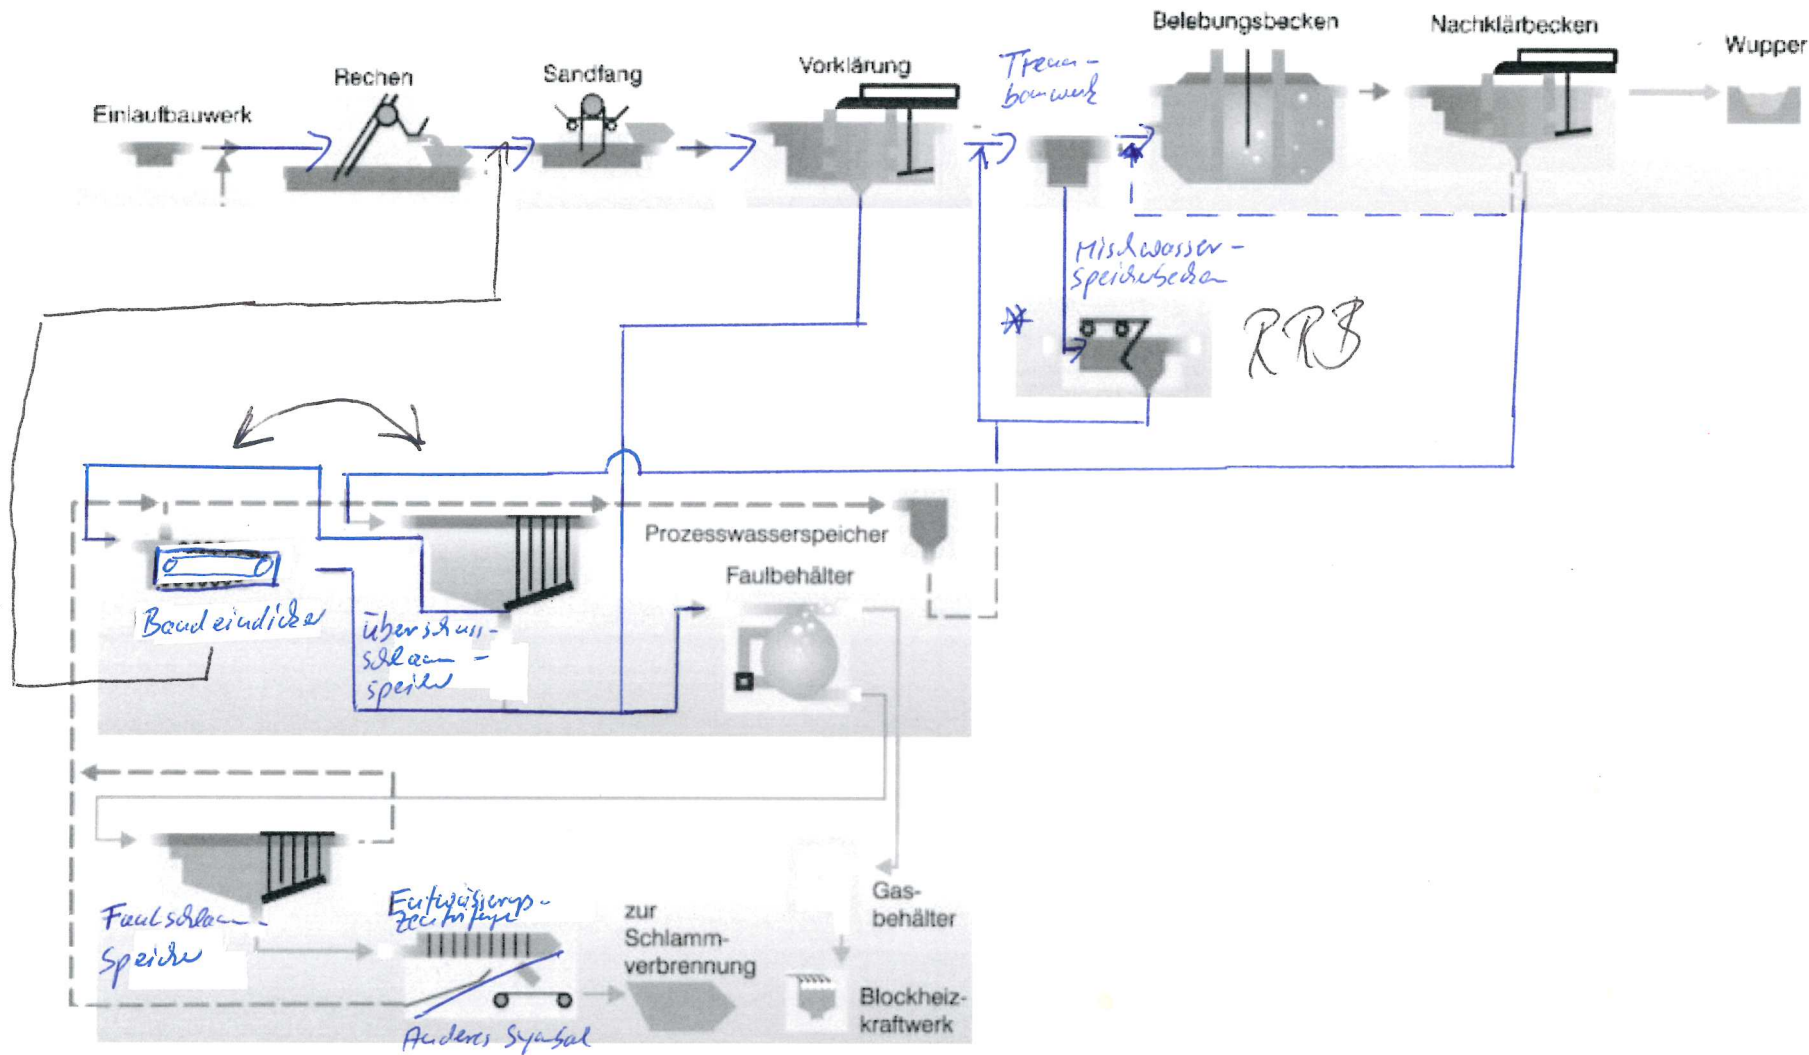 Belebungsbecken
Nachklärbecken
Wupper
Trenn-
bauwerk
Vorklärung
Sandfang
Rechen
Einlaufbauwerk
Mischwasser-
speicherbecken
RRB
Prozesswasserspeicher
Faulbehälter
Bandeindicker
Überschuss-
schlamm-
speicher
Gas-
behälter
Faulschlamm-
speicher
Entwässerungs-
zentrifuge
zur
Schlamm-
verbrennung
Blockheiz-
kraftwerk
Anderes Symbol